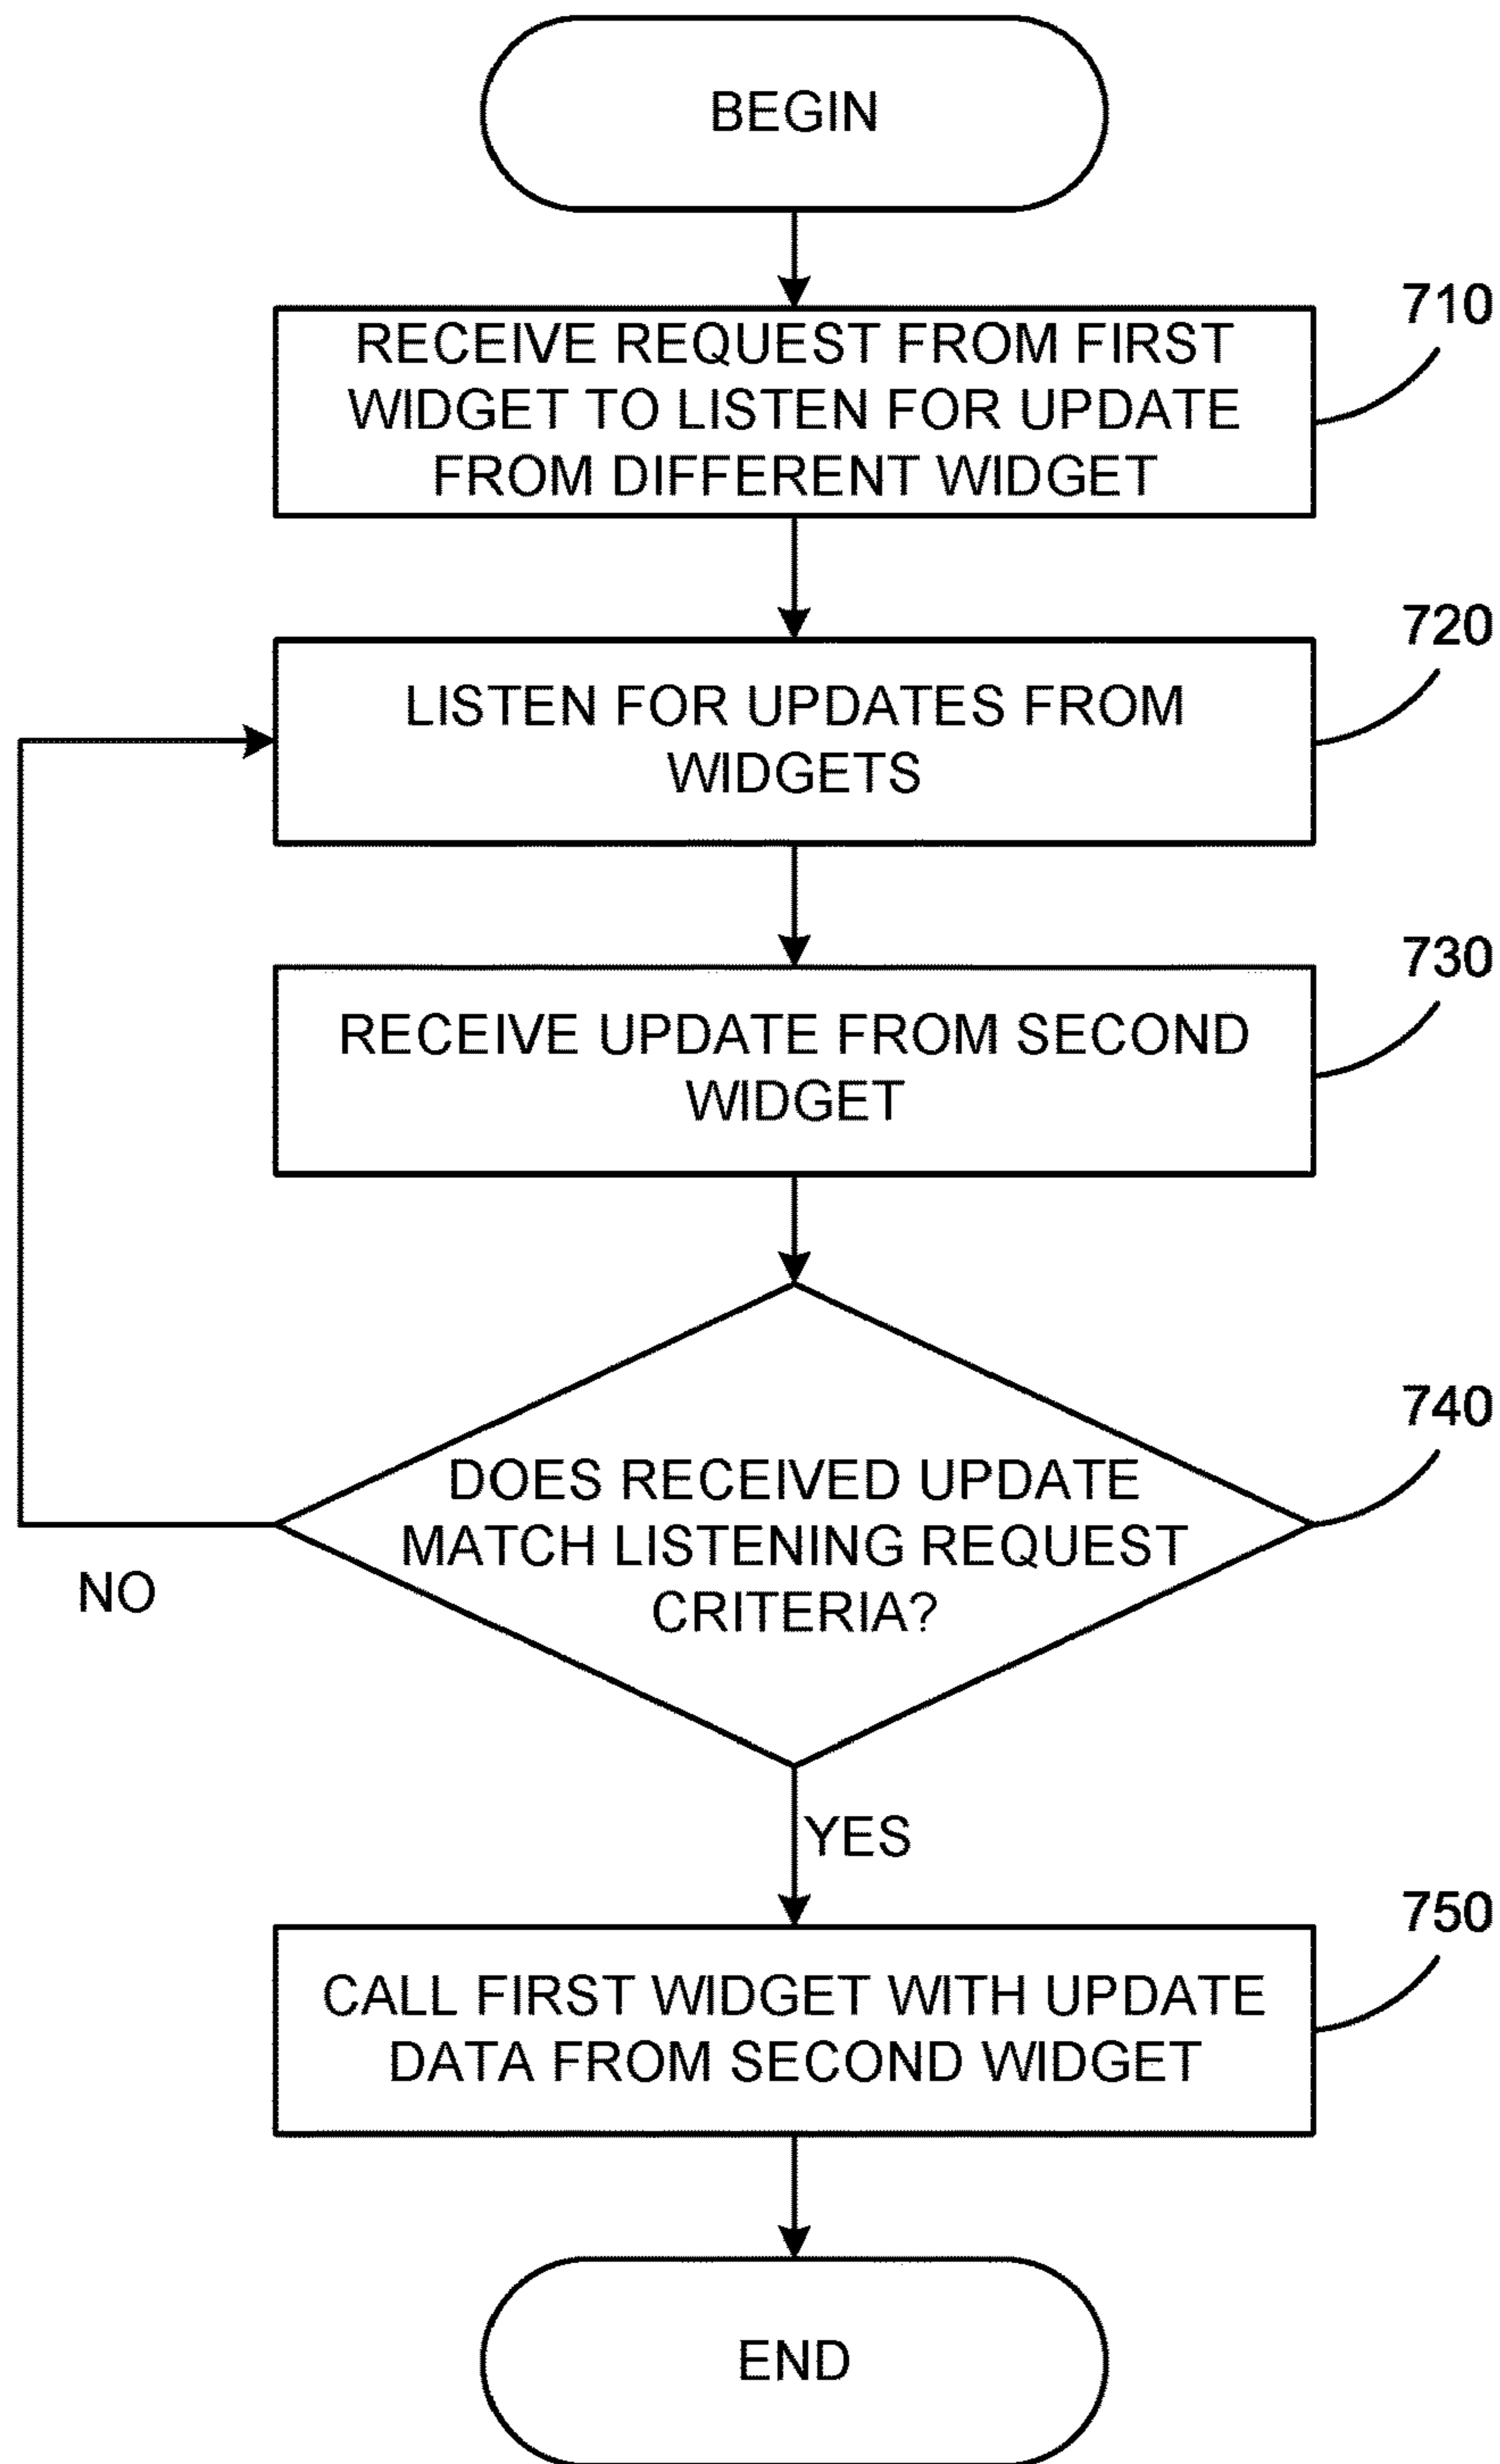 BEGIN
710
RECEIVE REQUEST FROM FIRST
WIDGET TO LISTEN FOR UPDATE
FROM DIFFERENT WIDGET
720
LISTEN FOR UPDATES FROM
WIDGETS
730
RECEIVE UPDATE FROM SECOND
WIDGET
740
DOES RECEIVED UPDATE
MATCH LISTENING REQUEST
CRITERIA?
NO
YES
750
CALL FIRST WIDGET WITH UPDATE
DATA FROM SECOND WIDGET
END